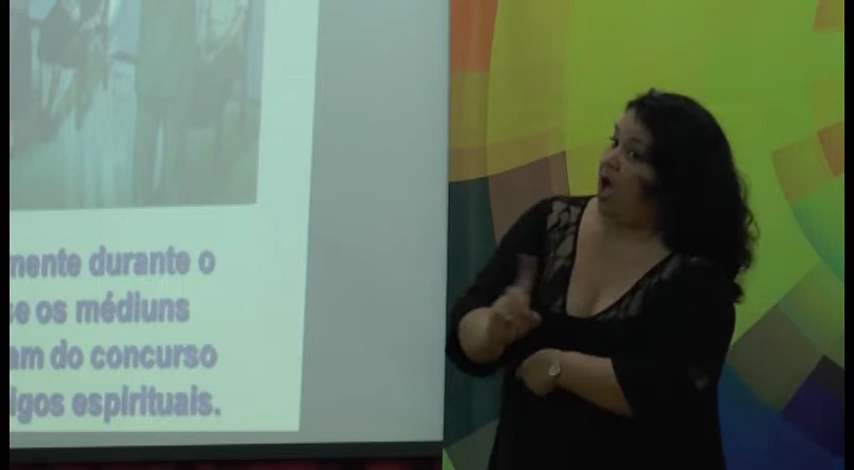 mente durante o
e os médiuns
am do concurso
igos espirituais.